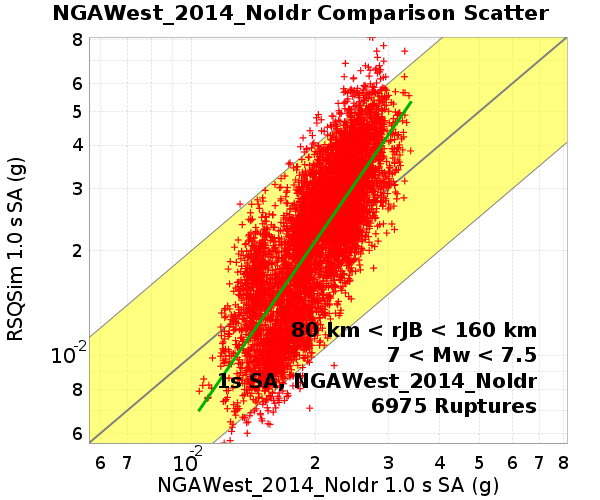 NGAWest_2014_NoIdr Comparison Scatter
8
6
5
4
3
2
10-2
8
6
RSQSim 1.0 s SA (g)
80 km < rJB < 160 km
7 < Mw < 7.5
1s SA, NGAWest_2014_NoIdr
6975 Ruptures
6 7 10-2 2 3 4 5 6 7 8
NGAWest_2014_NoIdr 1.0 s SA (g)